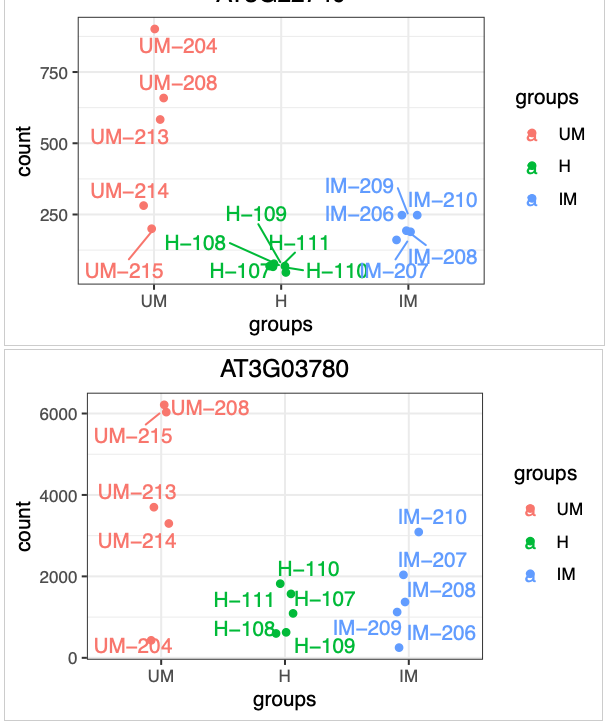 UM−204
UM−208
750
UM−213
500
count
UM−214
IM−209
IM−210
H−109
IM−206
250
H−108
H−111
IM−208
UM−215
H−107
H−110
IM−207
UM
H
IM
groups
groups
UM
H
IM
AT3G03780
6000
UM−208
UM−215
UM−213
4000
UM−214
count
IM−210
H−110
IM−207
2000
H−111
H−107
IM−208
H−108
IM−209
IM−206
UM−204
H−109
0
UM
H
IM
groups
groups
UM
H
IM